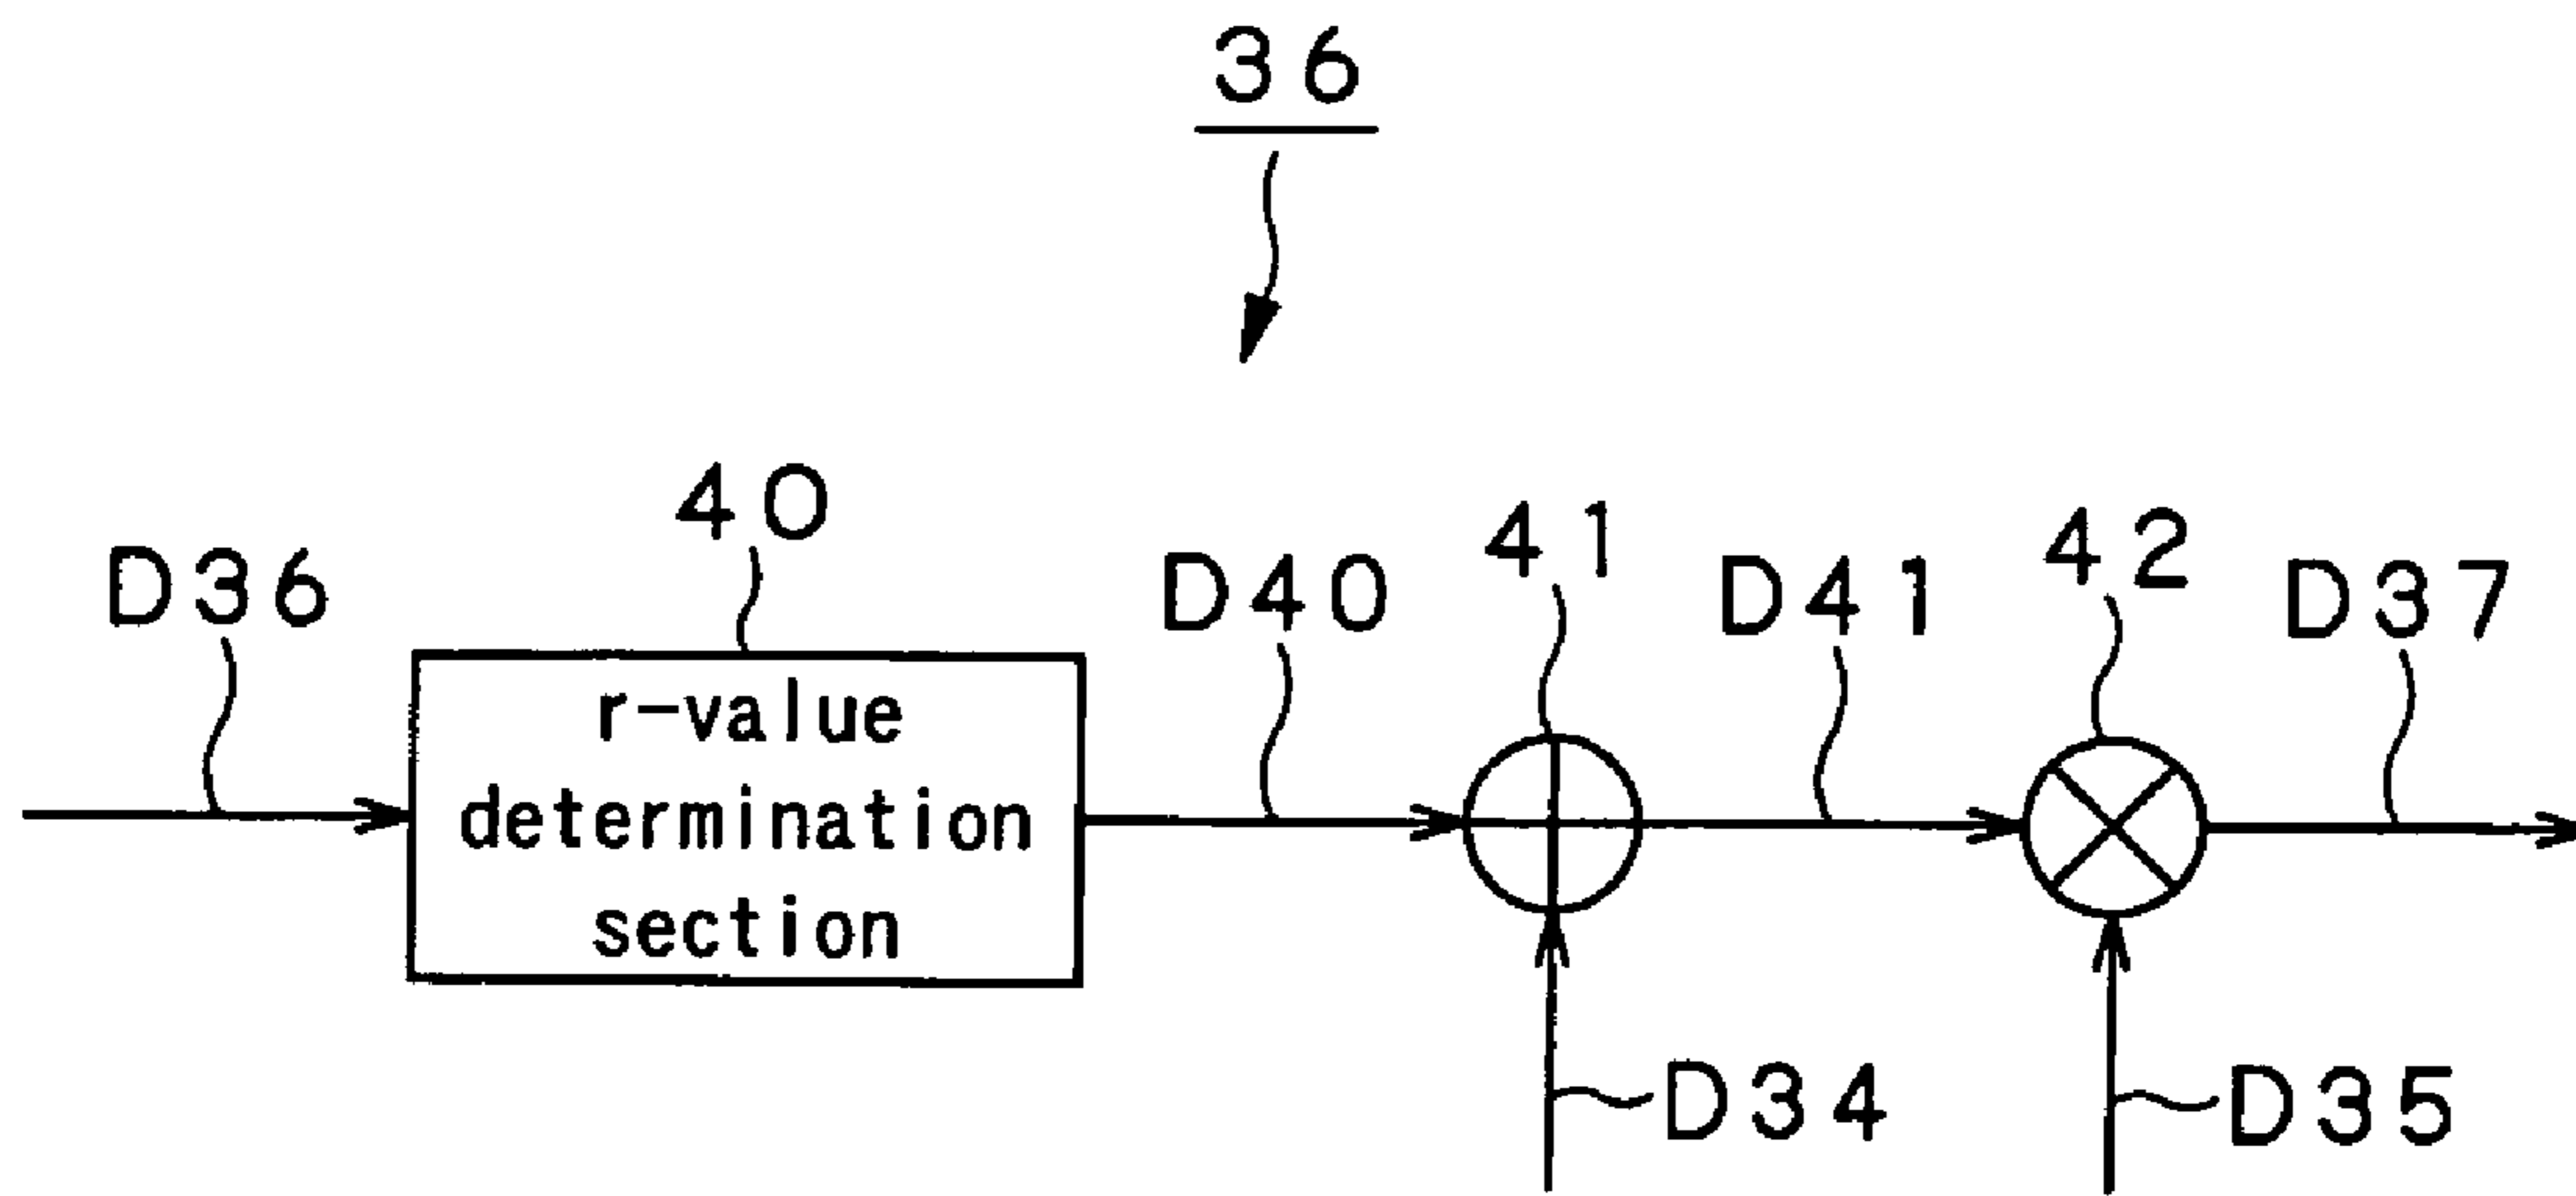 36
40
41
42
D36
D40
D41
D37
r-value
determination
section
D34
D35